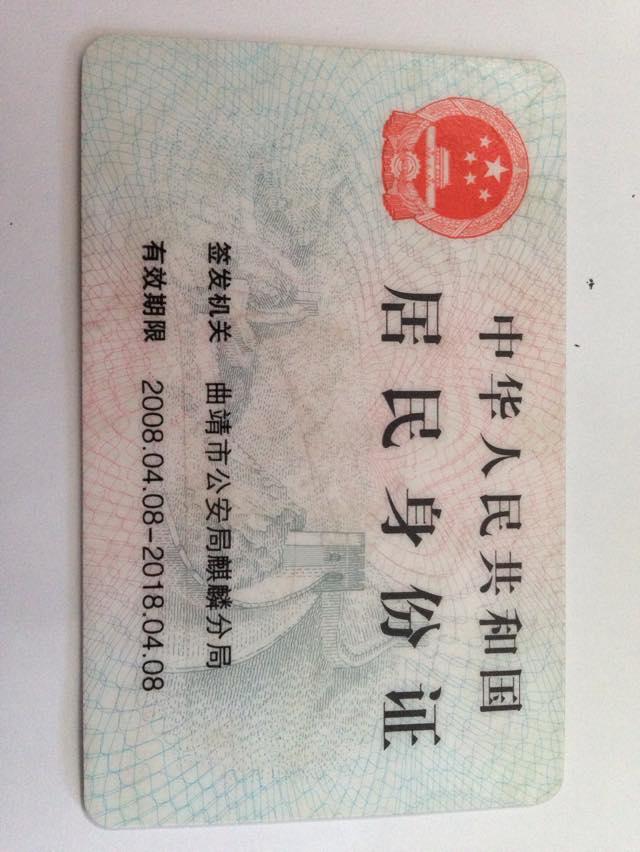 中华人民共和国
居民身份证
签发机关 曲靖市公安局麒麟分局
有效期限 2008.04.08-2018.04.08